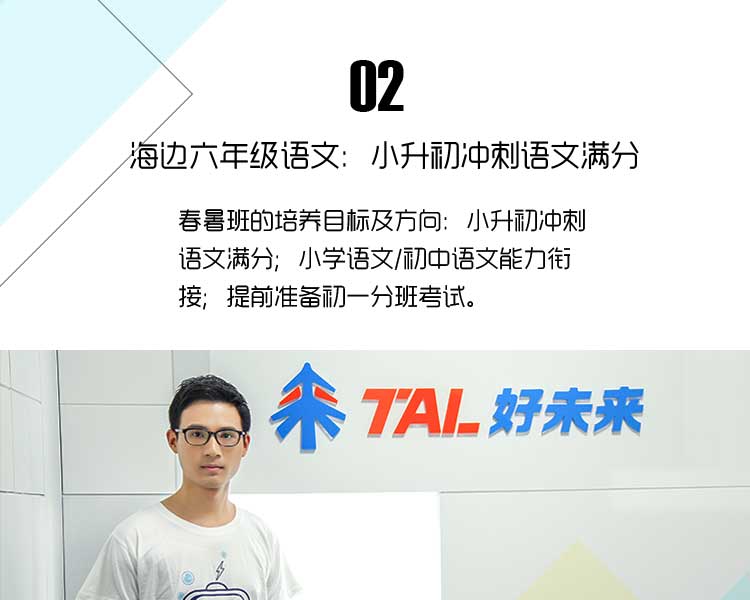 02
海边六年级语文：小升初冲刺语文满分
春暑班的培养目标及方向：小升初冲刺
语文满分；小学语文/初中语文能力衔
接；提前准备初一分班考试。
TAL 好未来